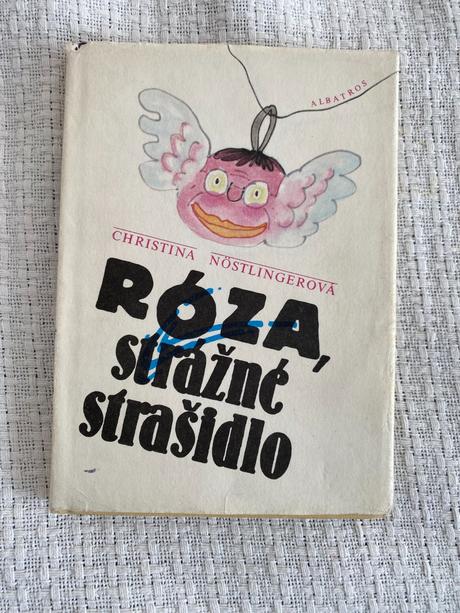 ALBATROS
CHRISTINA NÖSTLINGEROVÁ
RÓZA,
strážné
strašidlo